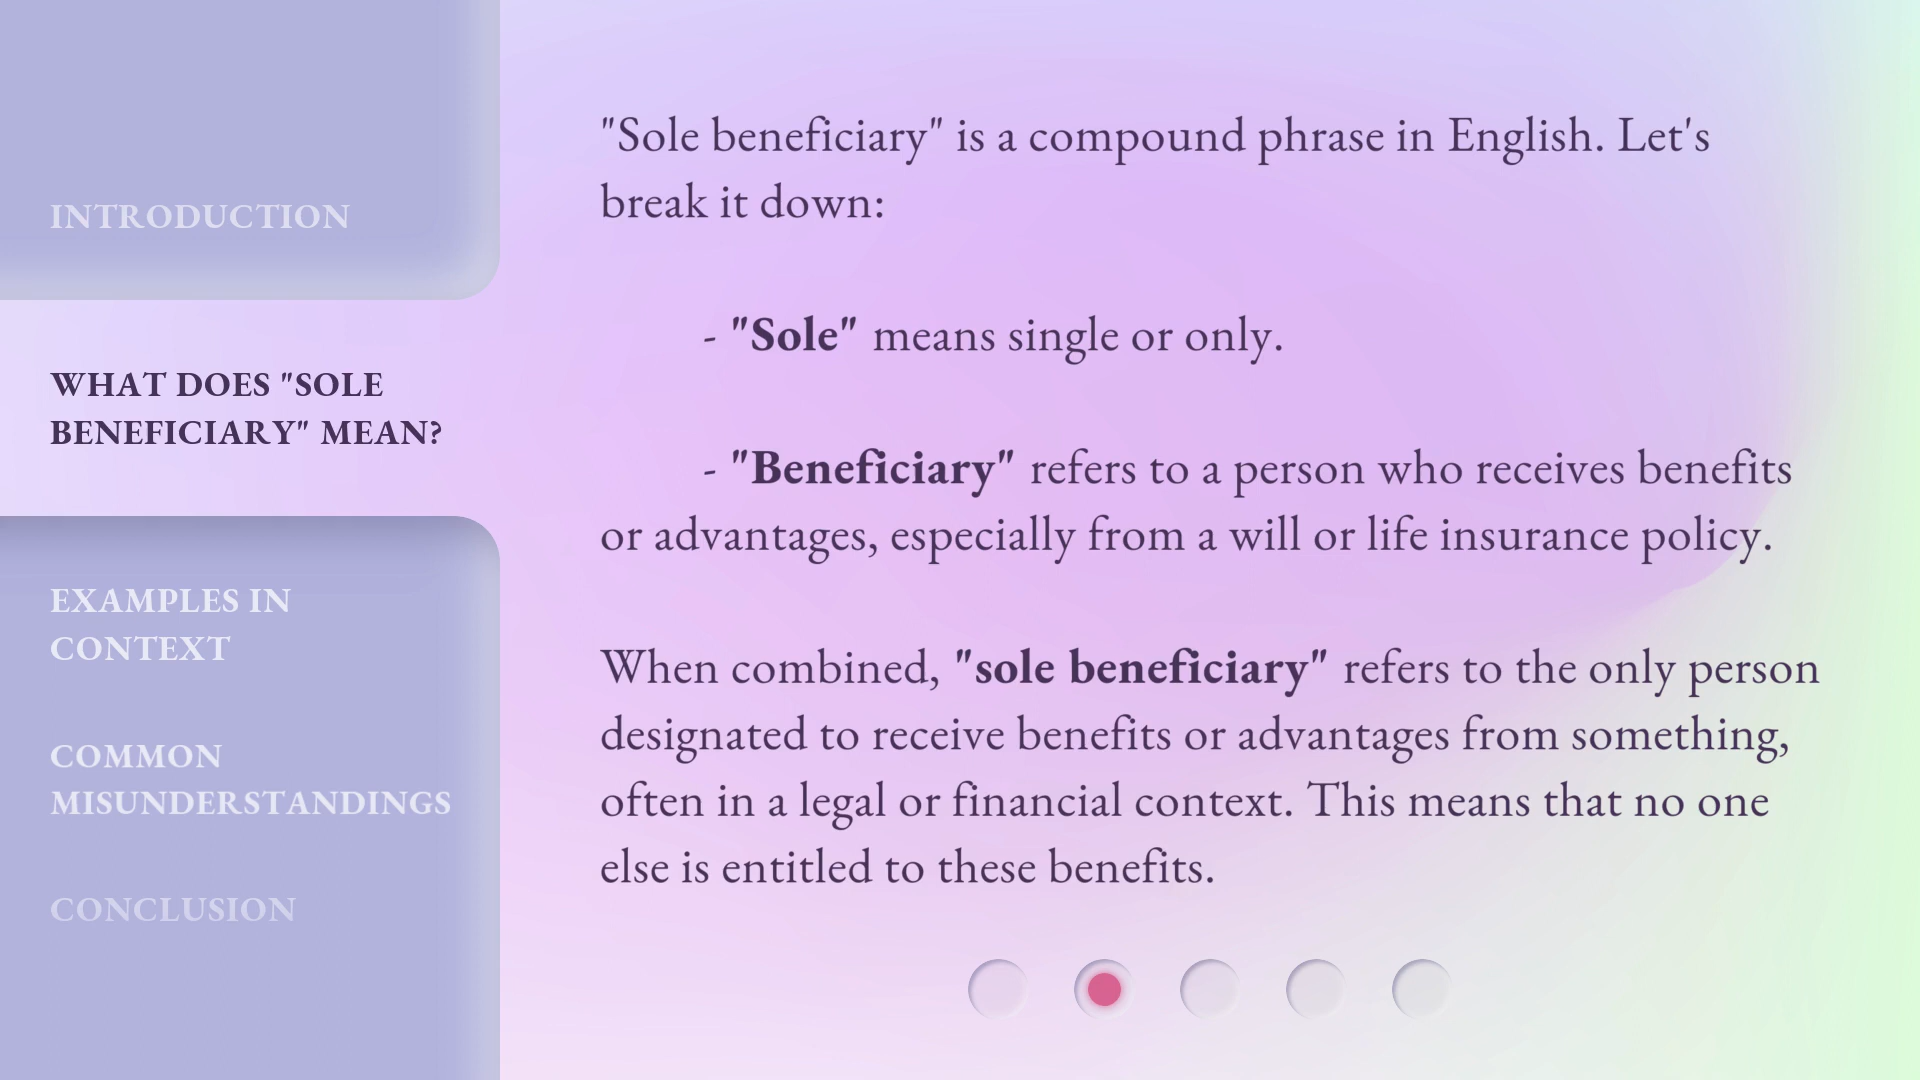 INTRODUCTION
WHAT DOES "SOLE
BENEFICIARY" MEAN?
EXAMPLES IN
CONTEXT
COMMON
MISUNDERSTANDINGS
CONCLUSION
"Sole beneficiary" is a compound phrase in English. Let's
break it down:
- "Sole" means single or only.
- "Beneficiary" refers to a person who receives benefits
or advantages, especially from a will or life insurance policy.
When combined, "sole beneficiary" refers to the only person
designated to receive benefits or advantages from something,
often in a legal or financial context. This means that no one
else is entitled to these benefits.